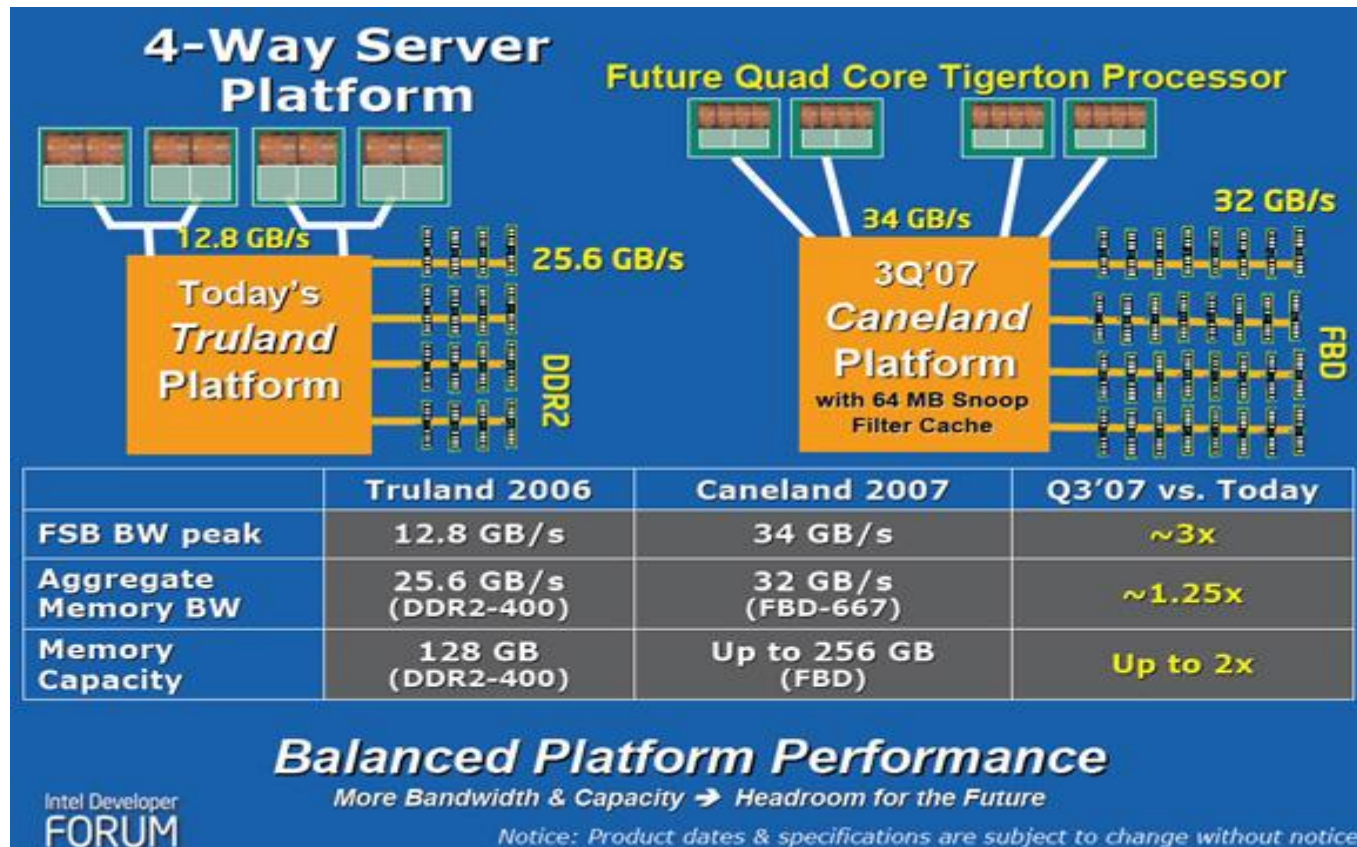 4-Way Server
Platform
Future Quad Core Tigerton Processor
12.8 GB/s
25.6 GB/s
Today's
Truland
Platform
DDR2
34 GB/s
32 GB/s
3Q'07
Caneland
Platform
with 64 MB Snoop
Filter Cache
FBD
Truland 2006 Caneland 2007 Q3'07 vs. Today
FSB BW peak 12.8 GB/s 34 GB/s ~3x
Aggregate
Memory BW
25.6 GB/s
(DDR2-400)
32 GB/s
(FBD-667)
~1.25x
Memory
Capacity
128 GB
(DDR2-400)
Up to 256 GB
(FBD)
Up to 2x
Balanced Platform Performance
More Bandwidth & Capacity ➔ Headroom for the Future
Intel Developer
FORUM
Notice: Product dates & specifications are subject to change without notice